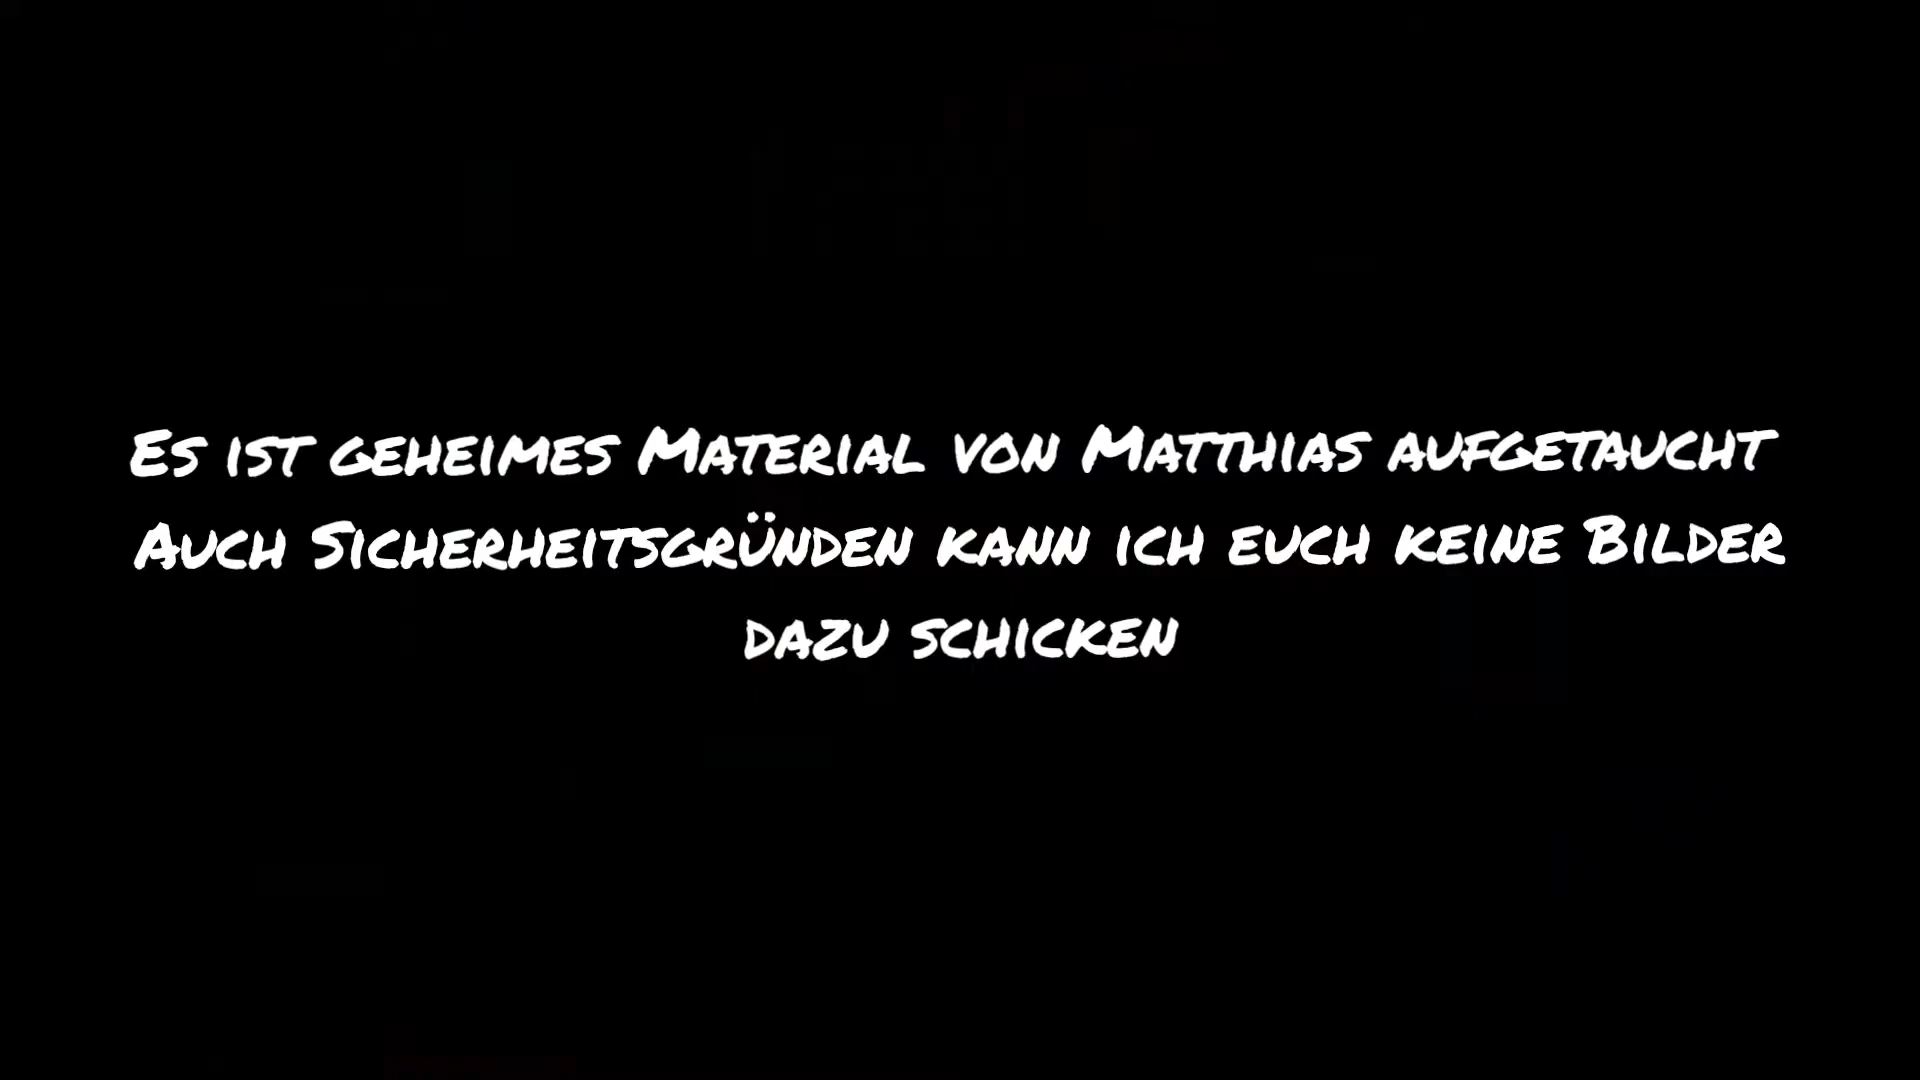 Es ist geheimes Material von Matthias aufgetaucht
Auch Sicherheitsgründen kann ich euch keine Bilder
dazu schicken